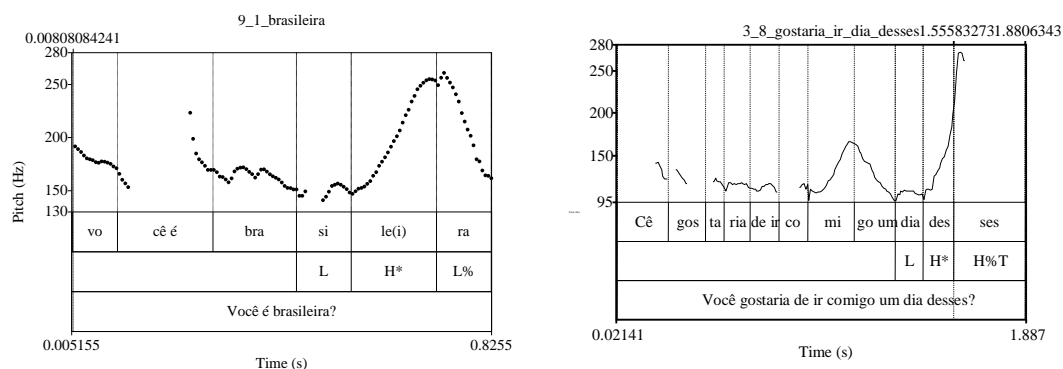 9_1_brasileira
0.00808084241
280
250
200
150
130
Pitch (Hz)
vo cê é bra si le(i) ra
L H* L%
Você é brasileira?
0.005155 0.8255
Time (s)
3_8_gostaria_ir_dia_desses1.555832731.8806343
280
250
200
150
95
Cê gos ta ria de ir co mi go um dia des ses
L H* H%T
Você gostaria de ir comigo um dia desses?
0.02141 1.887
Time (s)